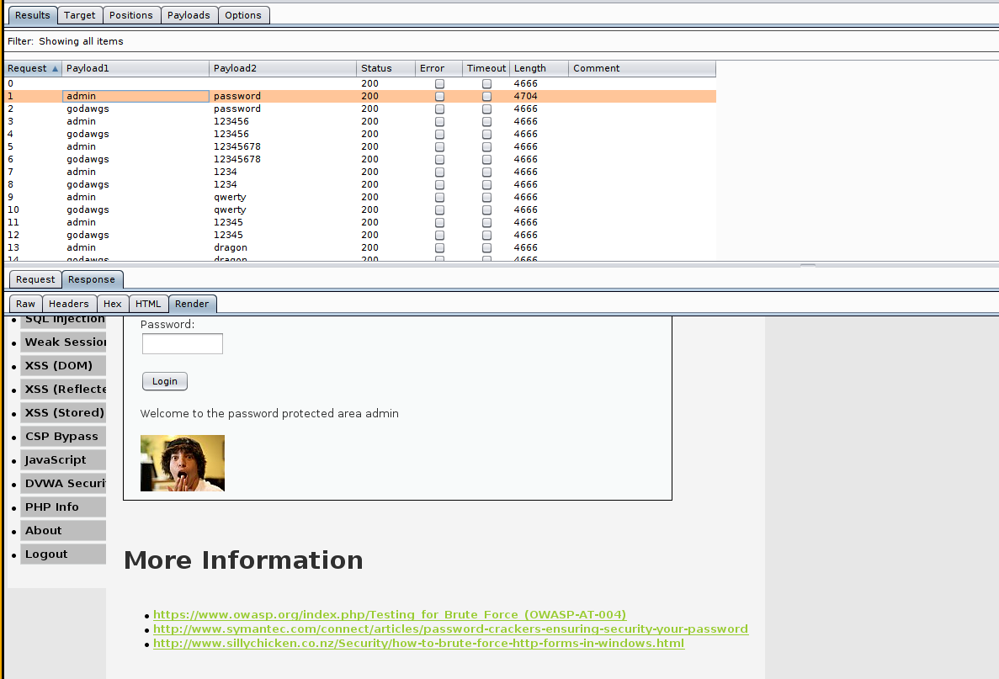 Results Target Positions Payloads Options
Filter: Showing all items
Request Payload1 Payload2 Status Error Timeout Length Comment
0 200 4666
1 admin password 200 4704
2 godawgs password 200 4666
3 admin 123456 200 4666
4 godawgs 123456 200 4666
5 admin 12345678 200 4666
6 godawgs 12345678 200 4666
7 admin 1234 200 4666
8 godawgs 1234 200 4666
9 admin qwerty 200 4666
10 godawgs qwerty 200 4666
11 admin 12345 200 4666
12 godawgs 12345 200 4666
13 admin dragon 200 4666
14 godawgs dragon 200 4666
Request Response
Raw Headers Hex HTML Render
SQL Injection
Weak Session
XSS (DOM)
XSS (Reflecte
XSS (Stored)
CSP Bypass
JavaScript
DVWA Securi
PHP Info
About
Logout
Password:
Login
Welcome to the password protected area admin
More Information
https://www.owasp.org/index.php/Testing_for_Brute_Force_(OWASP-AT-004)
http://www.symantec.com/connect/articles/password-crackers-ensuring-security-your-password
http://www.sillychicken.co.nz/Security/how-to-brute-force-http-forms-in-windows.html